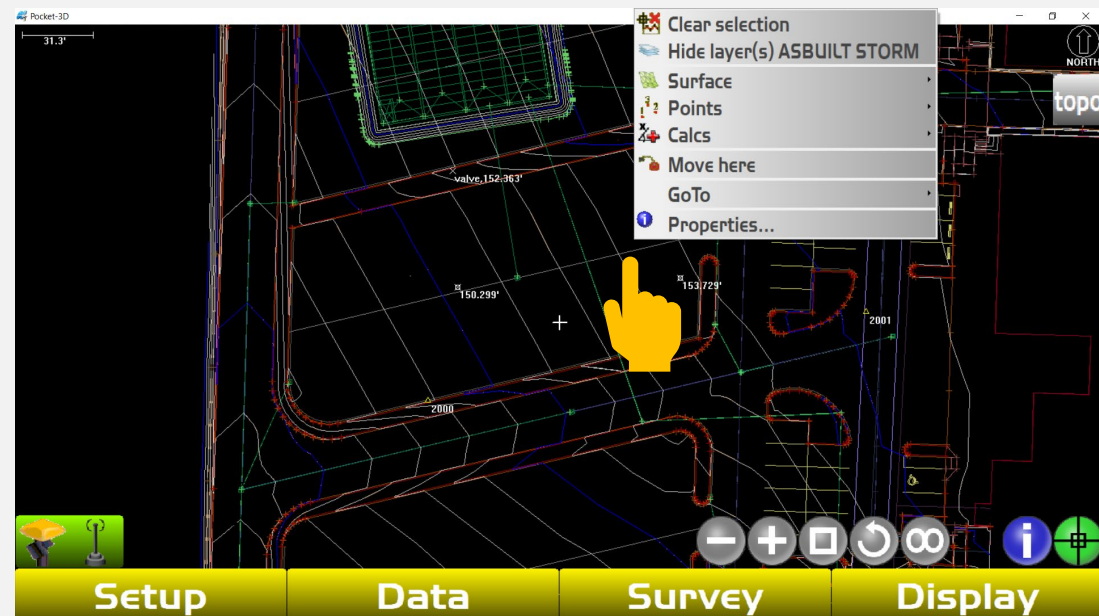 Pocket-3D
31.3'
NORTH
topo
Clear selection
Hide layer(s) ASBUILT STORM
Surface
Points
Calcs
Move here
GoTo
Properties...
valve,152.363'
150.299'
153.729'
2001
2000
Setup
Data
Survey
Display